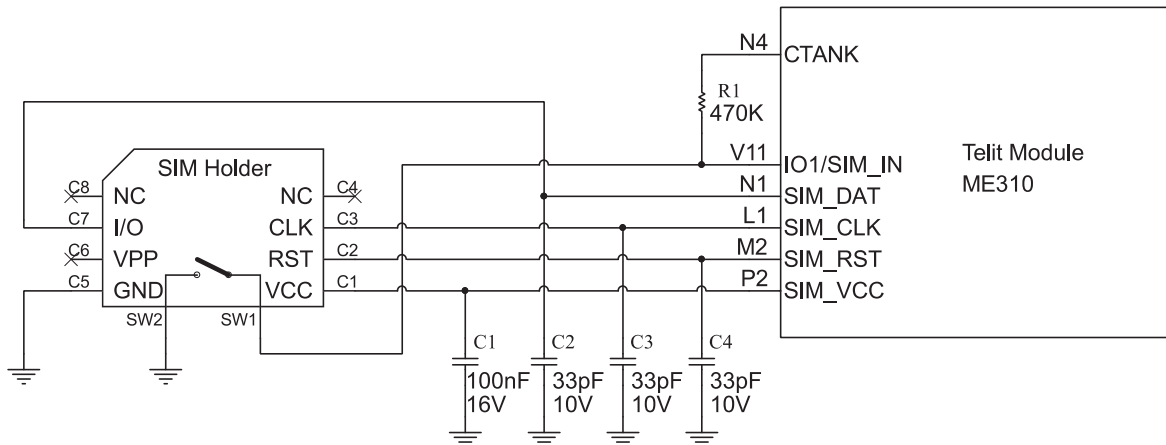 N4
CTANK
R1
470K
V11
IO1/SIM_IN
Telit Module
ME310
SIM Holder
C8
NC
NC
C4
N1
SIM_DAT
C7
I/O
CLK
C3
L1
SIM_CLK
C6
VPP
RST
C2
M2
SIM_RST
C5
GND
VCC
C1
P2
SIM_VCC
SW2
SW1
C1
100nF
16V
C2
33pF
10V
C3
33pF
10V
C4
33pF
10V